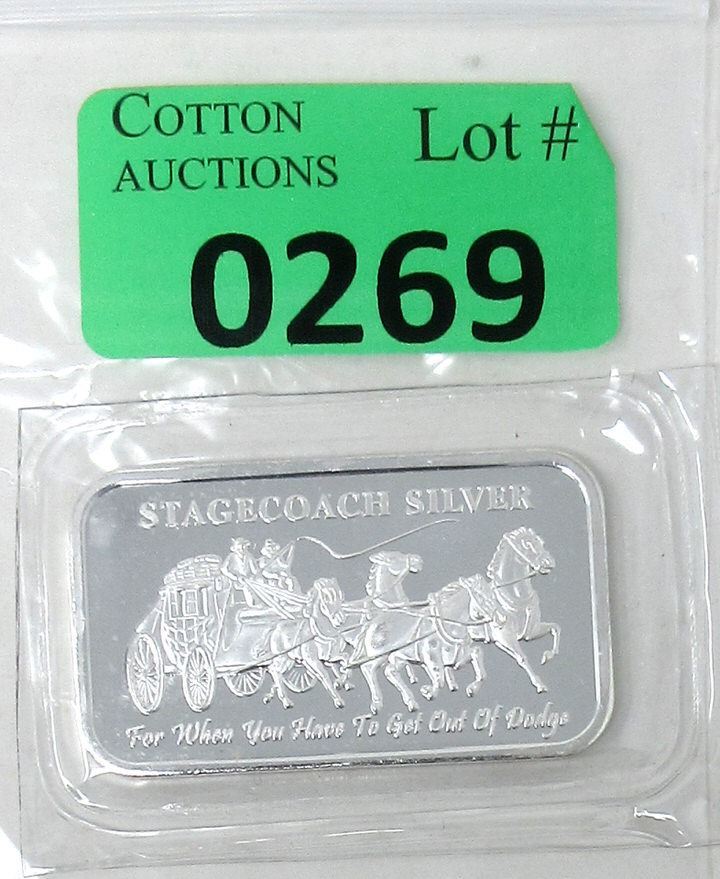 COTTON
AUCTIONS
Lot #
0269
STAGECOACH SILVER
For When You Have To Get Out Of Dodge